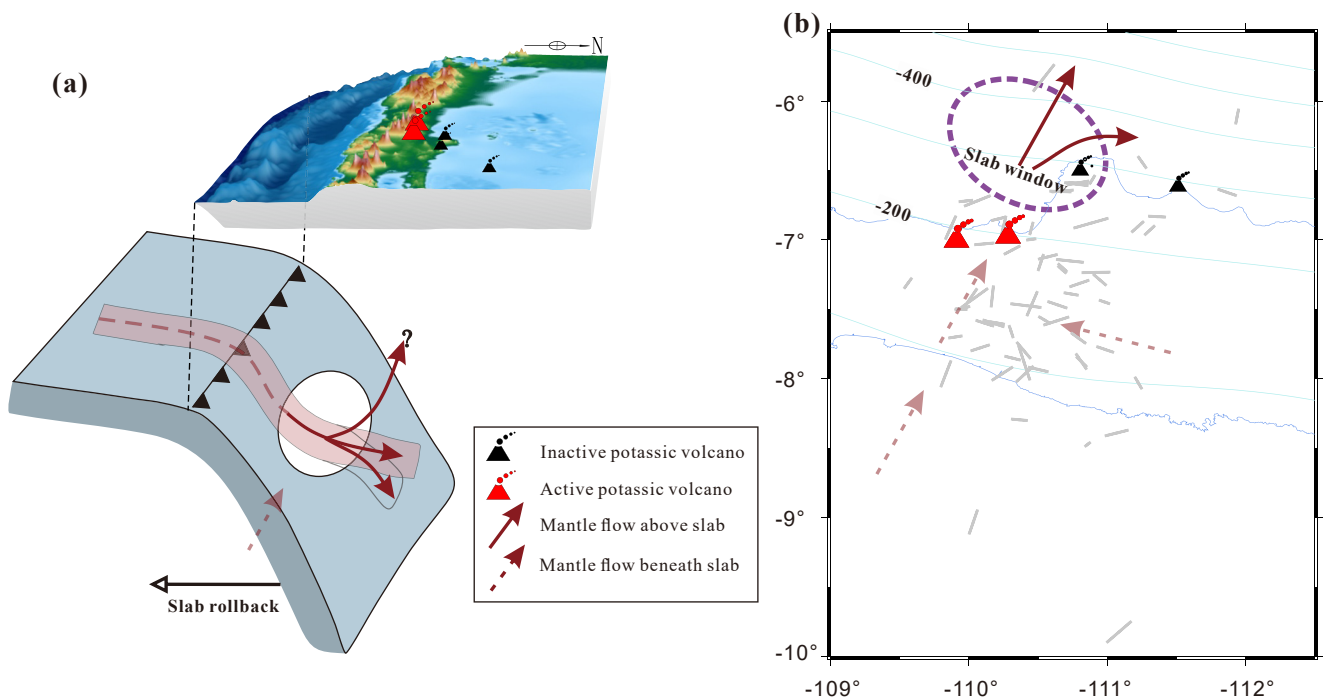 (a)
N
?
Slab rollback
Inactive potassic volcano
Active potassic volcano
Mantle flow above slab
Mantle flow beneath slab
(b)
-400
Slab window
-200
-6°
-7°
-8°
-9°
-10°
-109°
-110°
-111°
-112°